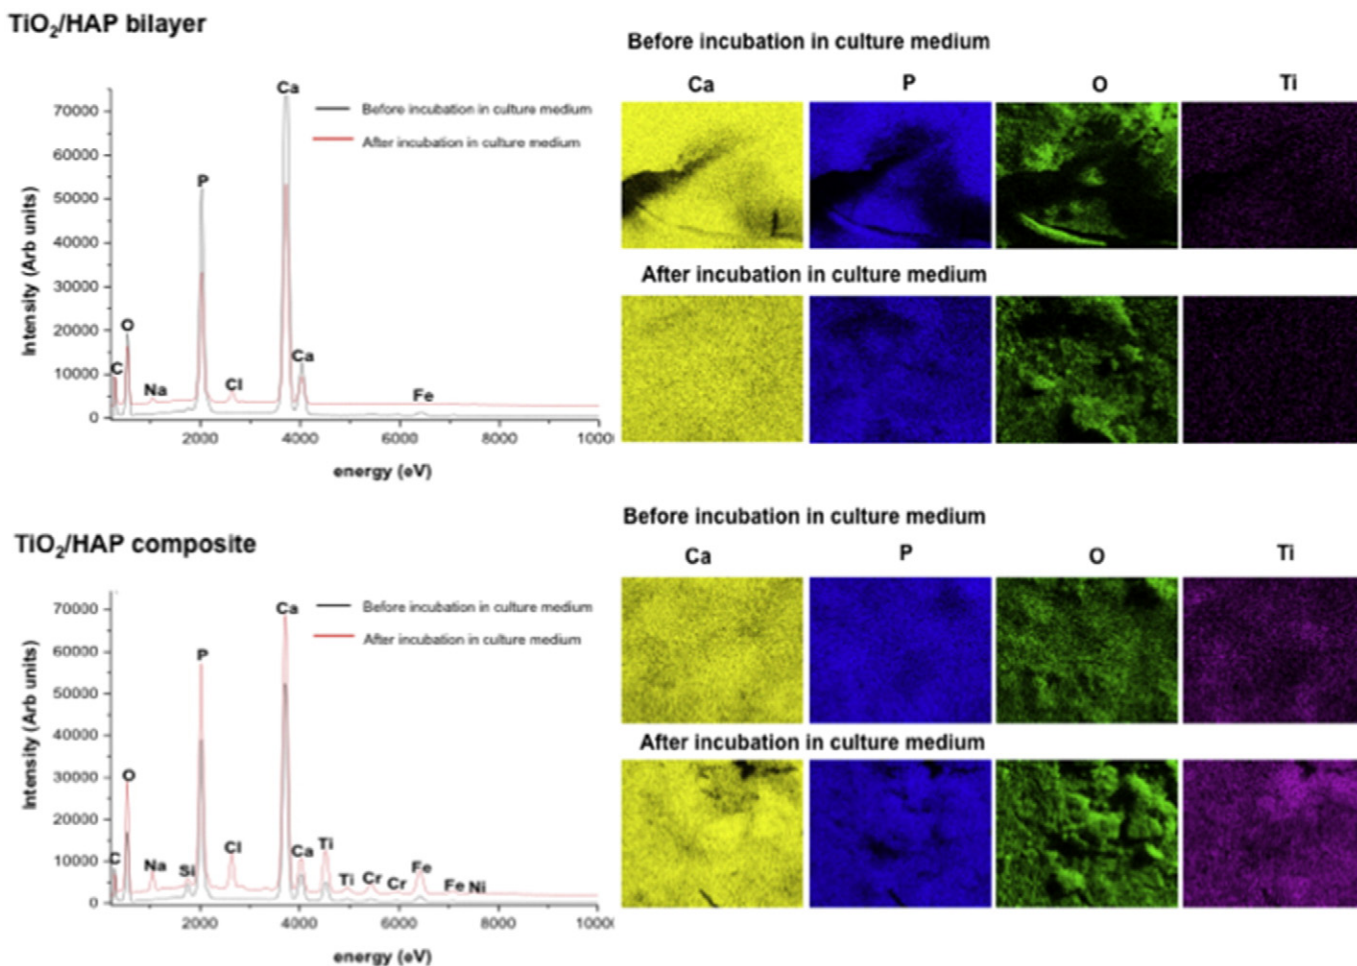 TiO2/HAP bilayer
Before incubation in culture medium
Ca P O Ti
After incubation in culture medium
Intensity (Arb units)
70000
60000
50000
40000
30000
20000
10000
0
Ca
P
O
C
Na
Cl
Ca
Fe
Before incubation in culture medium
After incubation in culture medium
2000 4000 6000 8000 1000
energy (eV)
TiO2/HAP composite
Before incubation in culture medium
Ca P O Ti
After incubation in culture medium
Intensity (Arb units)
70000
60000
50000
40000
30000
20000
10000
0
Ca
P
O
C
Na
Si
Cl
Ca
Ti
Ti
Cr
Cr
Fe
Fe
Ni
Before incubation in culture medium
After incubation in culture medium
2000 4000 6000 8000 1000
energy (eV)